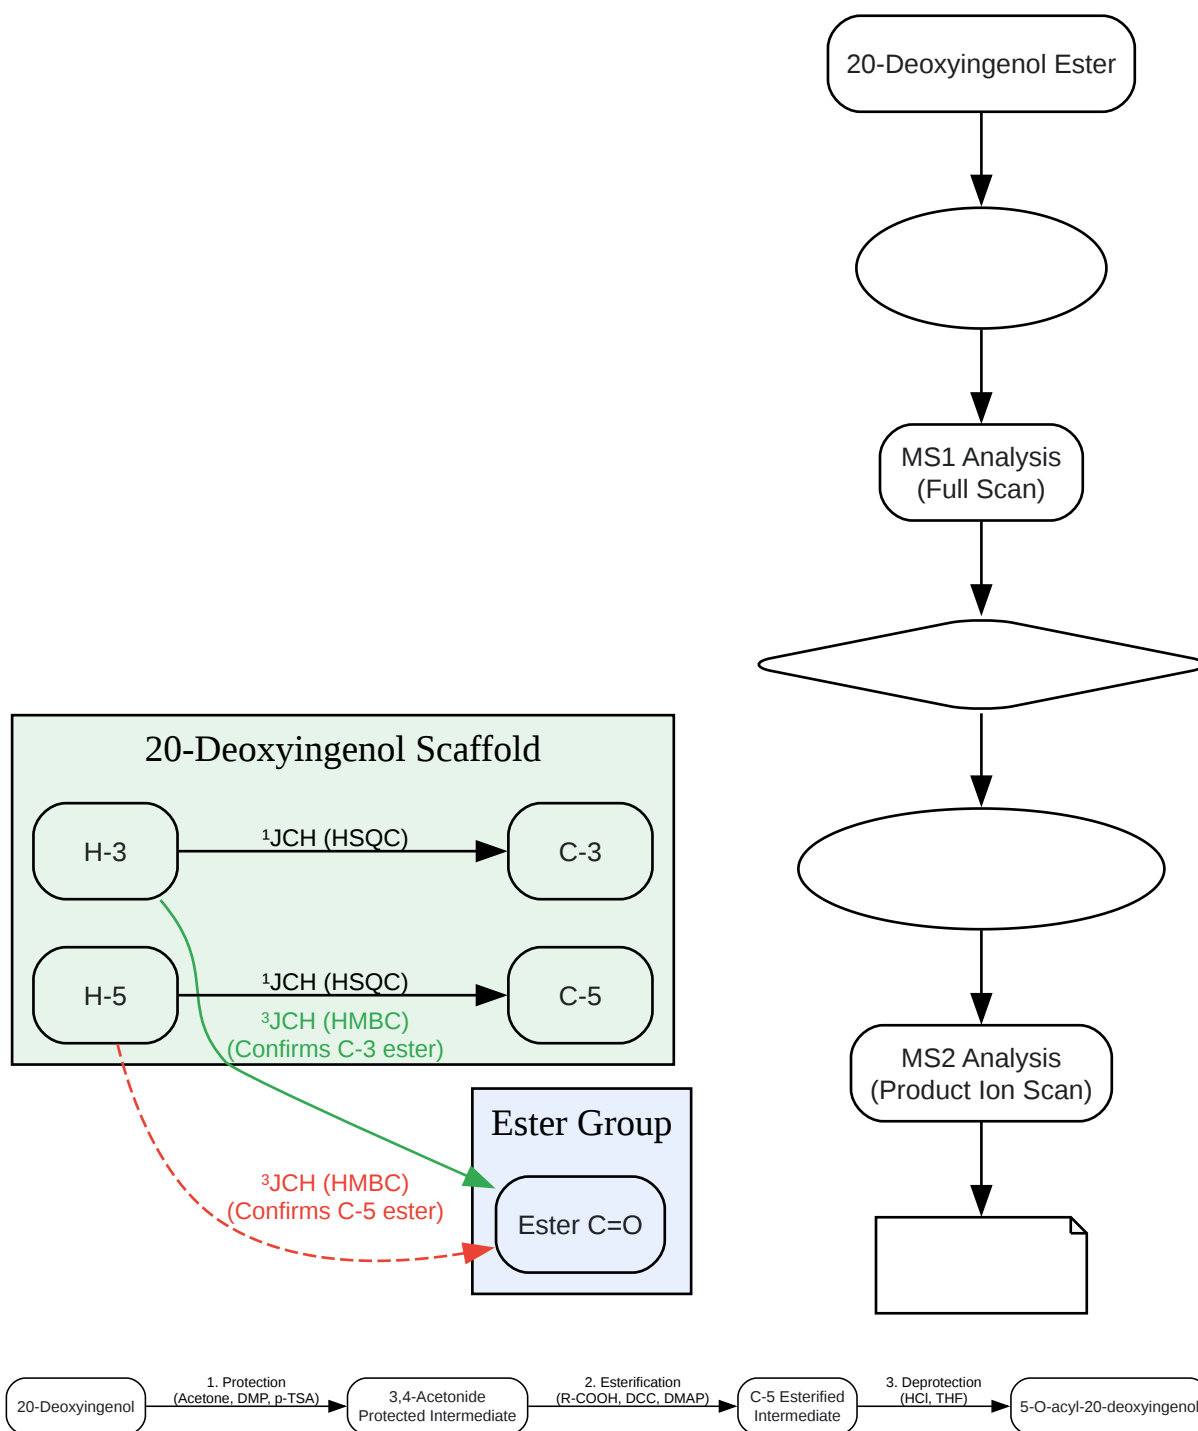 20-Deoxyingenol Ester
MS1 Analysis
(Full Scan)
20-Deoxyingenol Scaffold
H-3
¹JCH (HSQC)
C-3
H-5
¹JCH (HSQC)
C-5
³JCH (HMBC)
(Confirms C-3 ester)
MS2 Analysis
(Product Ion Scan)
Ester Group
³JCH (HMBC)
(Confirms C-5 ester)
Ester C=O
20-Deoxyingenol
1. Protection
(Acetone, DMP, p-TSA)
3,4-Acetonide
Protected Intermediate
2. Esterification
(R-COOH, DCC, DMAP)
C-5 Esterified
Intermediate
3. Deprotection
(HCl, THF)
5-O-acyl-20-deoxyingenol